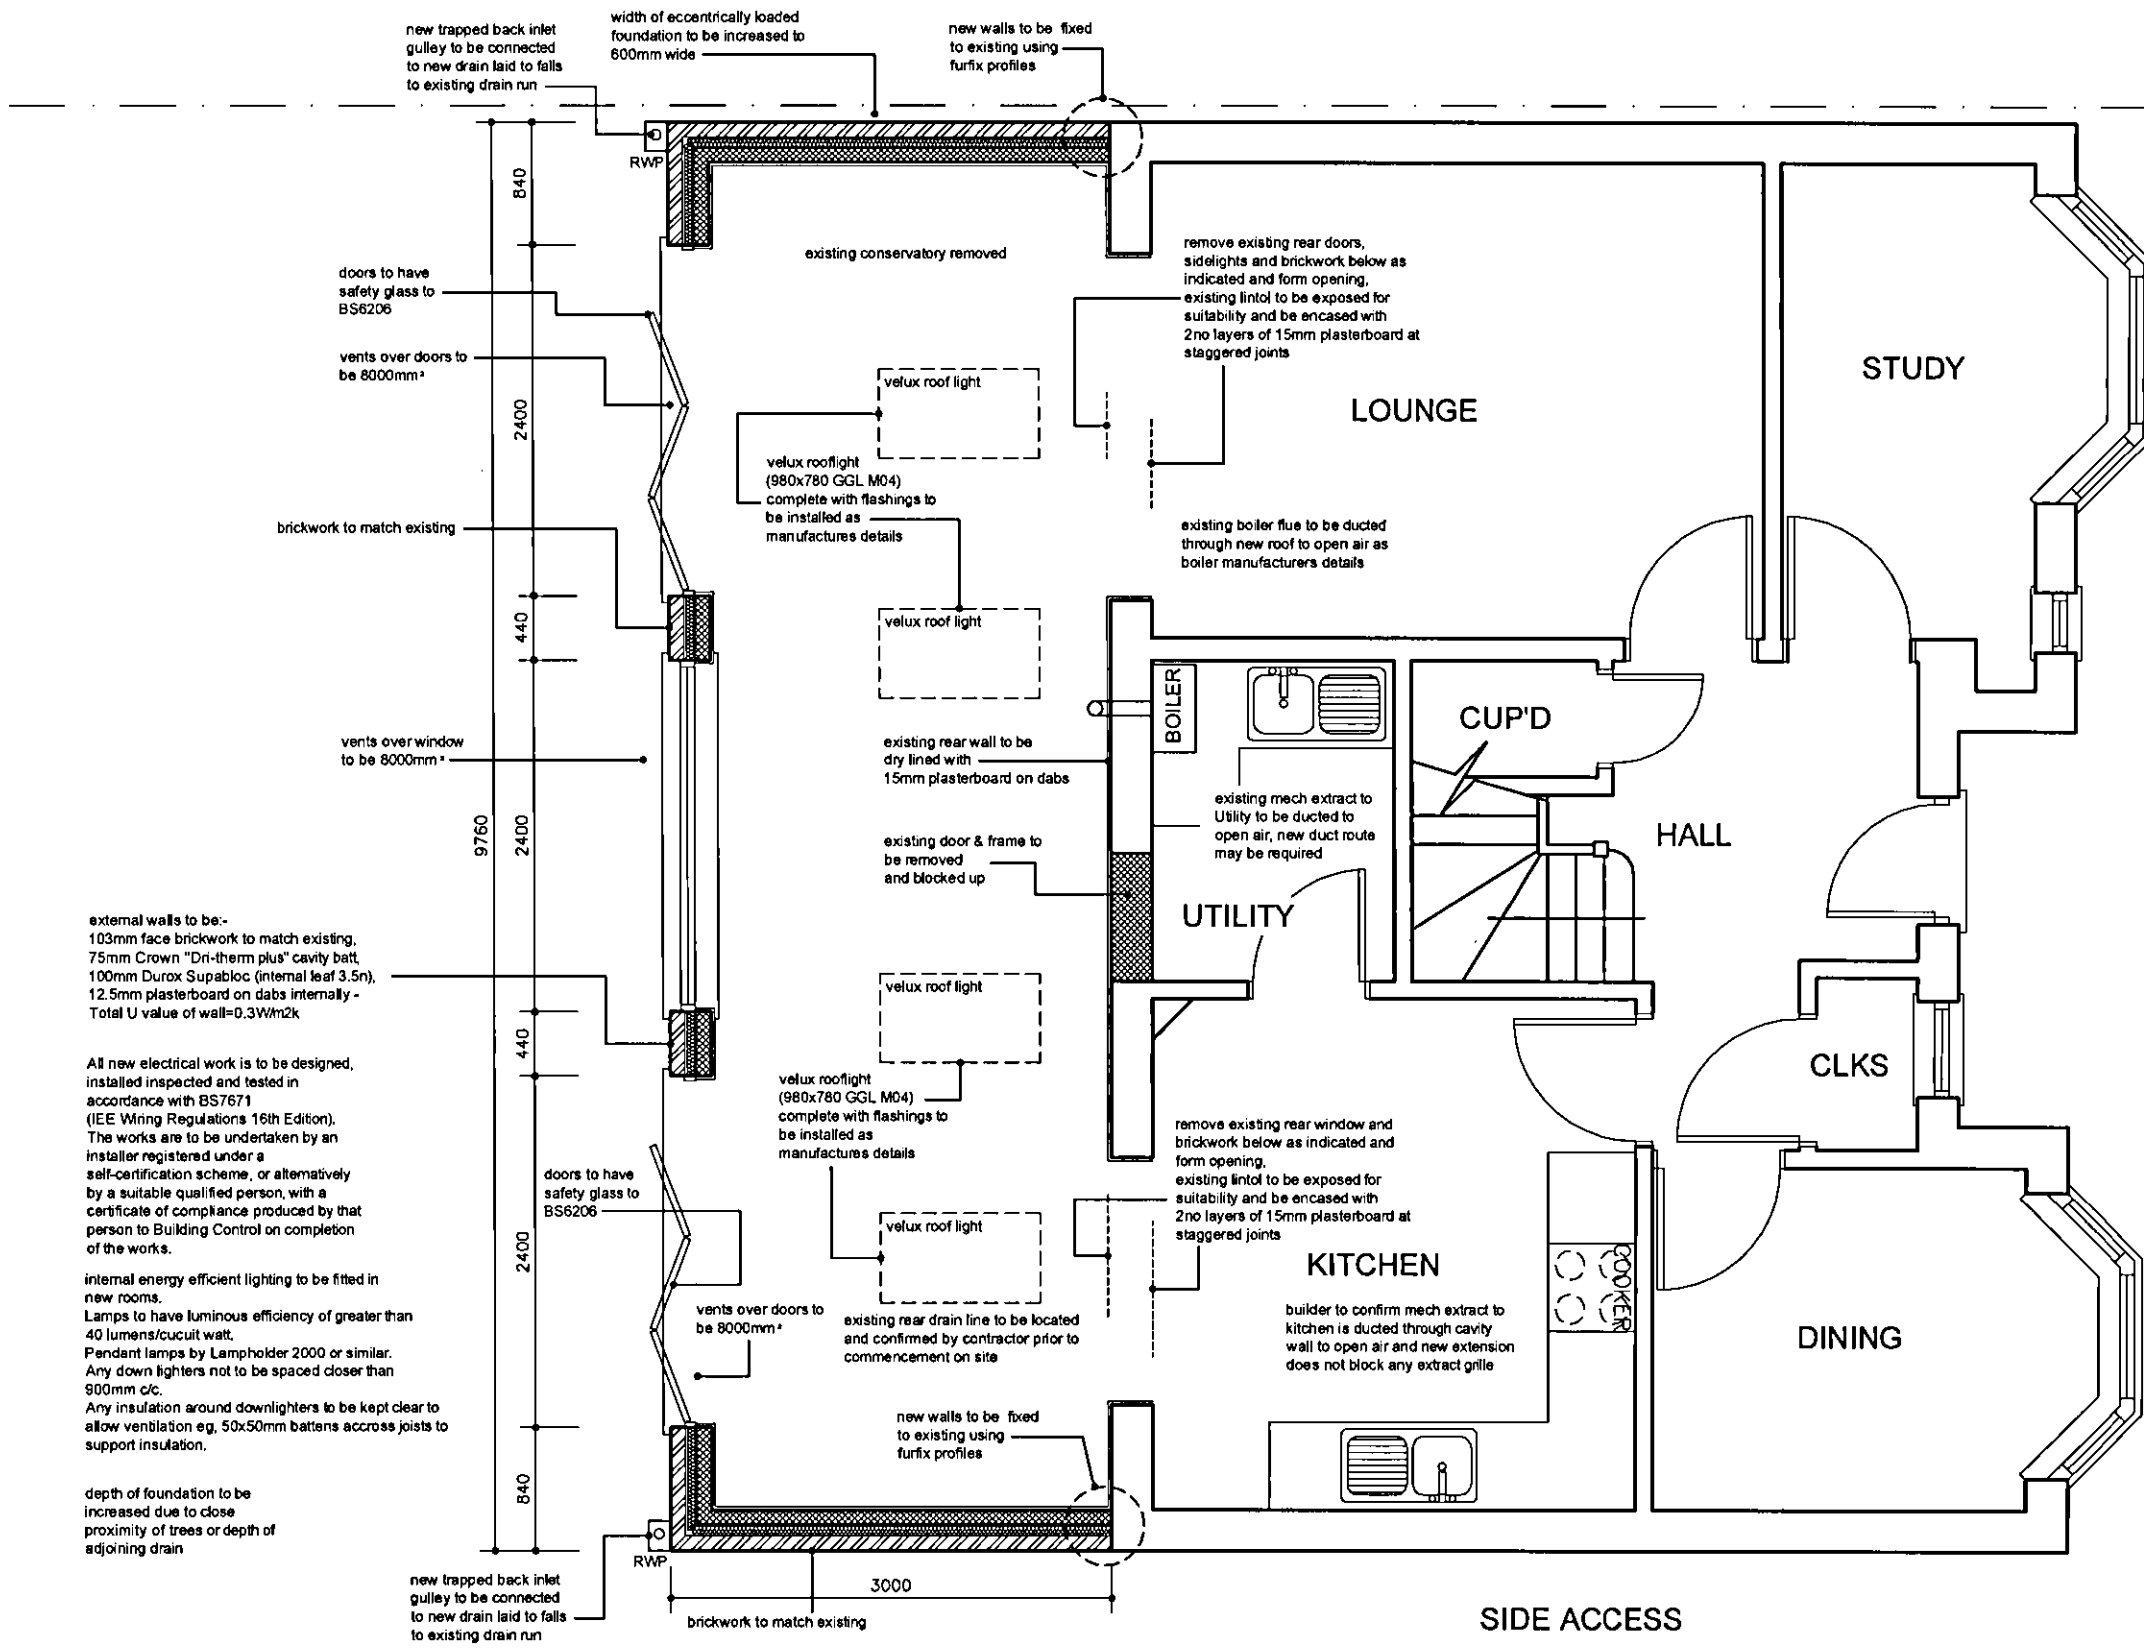 new trapped back inlet
gulley to be connected
to new drain laid to falls
to existing drain run
width of eccentrically loaded
foundation to be increased to
600mm wide
new walls to be fixed
to existing using
furfix profiles
RWP
840
existing conservatory removed
doors to have
safety glass to
BS6206
vents over doors to
be 8000mm²
2400
remove existing rear doors,
sidelights and brickwork below as
indicated and form opening,
existing lintol to be exposed for
suitability and be encased with
2no layers of 15mm plasterboard at
staggered joints
velux roof light
LOUNGE
STUDY
velux rooflight
(980x780 GGL M04)
complete with flashings to
be installed as
manufactures details
brickwork to match existing
existing boiler flue to be ducted
through new roof to open air as
boiler manufacturers details
440
velux roof light
BOILER
CUP'D
vents over window
to be 8000mm²
existing rear wall to be
dry lined with
15mm plasterboard on dabs
existing mech extract to
Utility to be ducted to
open air, new duct route
may be required
HALL
9760
2400
existing door & frame to
be removed
and blocked up
UTILITY
external walls to be:-
103mm face brickwork to match existing,
75mm Crown "Dri-therm plus" cavity batt,
100mm Durox Supabloc (internal leaf 3.5n),
12.5mm plasterboard on dabs internally -
Total U value of wall=0.3W/m2k
velux roof light
440
CLKS
All new electrical work is to be designed,
installed inspected and tested in
accordance with BS7671
(IEE Wiring Regulations 16th Edition).
The works are to be undertaken by an
installer registered under a
self-certification scheme, or alternatively
by a suitable qualified person, with a
certificate of compliance produced by that
person to Building Control on completion
of the works.
velux rooflight
(980x780 GGL M04)
complete with flashings to
be installed as
manufactures details
remove existing rear window and
brickwork below as indicated and
form opening,
existing lintol to be exposed for
suitability and be encased with
2no layers of 15mm plasterboard at
staggered joints
doors to have
safety glass to
BS6206
2400
velux roof light
KITCHEN
COOKER
internal energy efficient lighting to be fitted in
new rooms.
Lamps to have luminous efficiency of greater than
40 lumens/cucuit watt.
Pendant lamps by Lampholder 2000 or similar.
Any down lighters not to be spaced closer than
900mm c/c.
Any insulation around downlighters to be kept clear to
allow ventilation eg, 50x50mm battens accross joists to
support insulation,
vents over doors to
be 8000mm²
existing rear drain line to be located
and confirmed by contractor prior to
commencement on site
builder to confirm mech extract to
kitchen is ducted through cavity
wall to open air and new extension
does not block any extract grille
DINING
new walls to be fixed
to existing using
furfix profiles
840
depth of foundation to be
increased due to close
proximity of trees or depth of
adjoining drain
RWP
new trapped back inlet
gulley to be connected
to new drain laid to falls
to existing drain run
3000
brickwork to match existing
SIDE ACCESS